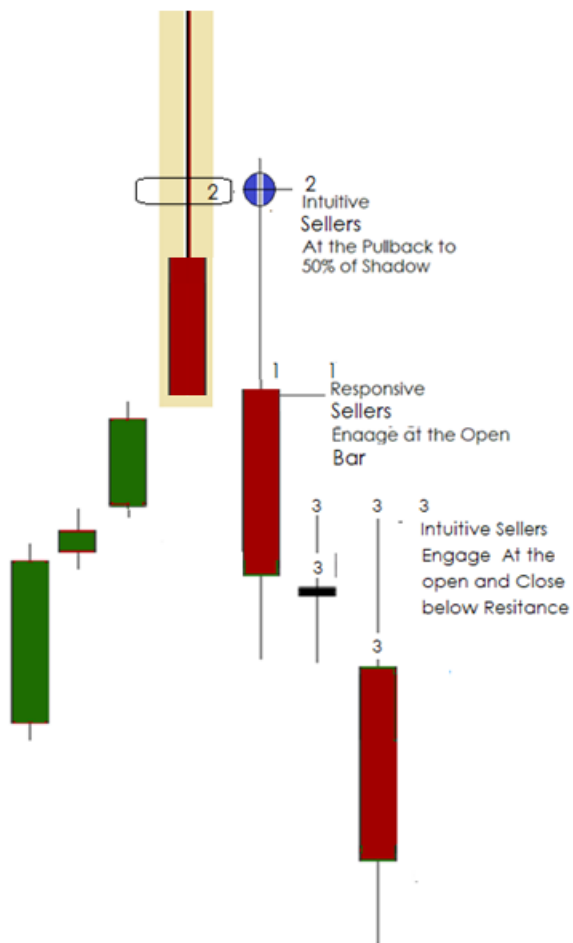 2
2
Intuitive
Sellers
At the Pullback to
50% of Shadow
1 1
Responsive
Sellers
Enaage at the Open
Bar
3 3 3
Intuitive Sellers
3
Engage At the
open and Close
below Resitance
3